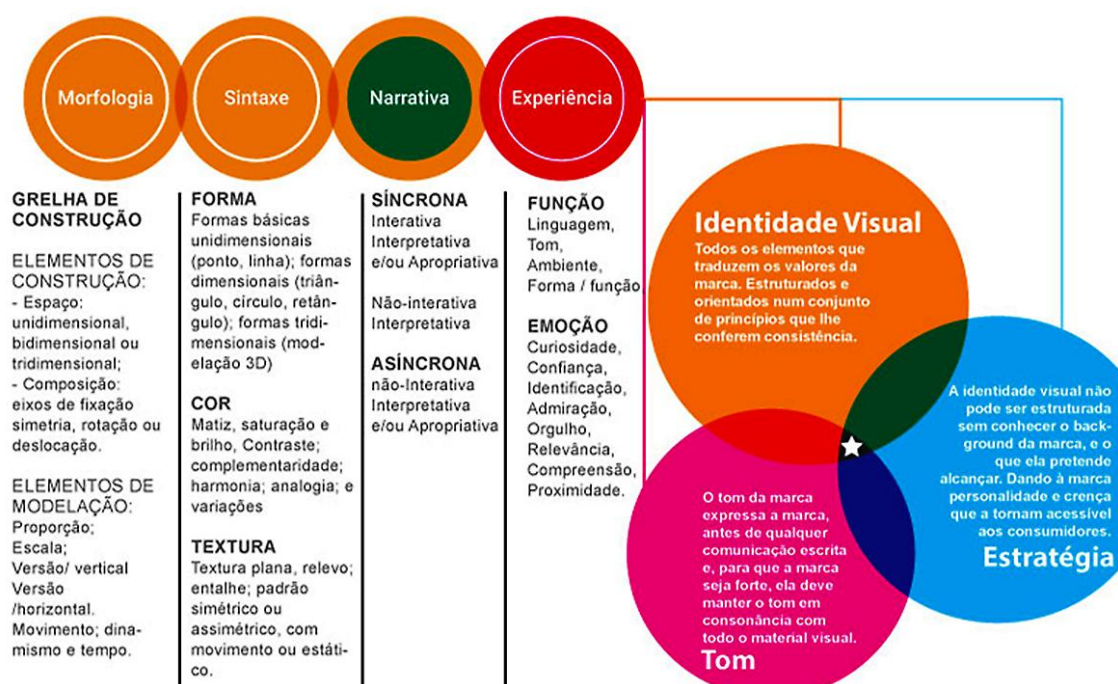 Morfologia
Sintaxe
Narrativa
Experiência
GRELHA DE
CONSTRUÇÃO
ELEMENTOS DE
CONSTRUÇÃO:
- Espaço:
unidimensional,
bidimensional ou
tridimensional;
- Composição:
eixos de fixação
simetria, rotação ou
deslocação.
ELEMENTOS DE
MODELAÇÃO:
Proporção;
Escala;
Versão/ vertical
Versão
/horizontal.
Movimento; dina-
mismo e tempo.
FORMA
Formas básicas
unidimensionais
(ponto, linha); formas
dimensionais (triân-
gulo, círculo, retân-
gulo); formas tridi-
mensionais (mod-
elação 3D)
COR
Matiz, saturação e
brilho, Contraste;
complementaridade;
harmonia; analogia; e
variações
TEXTURA
Textura plana, relevo;
entalhe; padrão
simétrico ou
assimétrico, com
movimento ou estáti-
co.
SÍNCRONA
Interativa
Interpretativa
e/ou Apropriativa
Não-interativa
Interpretativa
ASÍNCRONA
não-Interativa
Interpretativa
e/ou Apropriativa
FUNÇÃO
Linguagem,
Tom,
Ambiente,
Forma / função
EMOÇÃO
Curiosidade,
Confiança,
Identificação,
Admiração,
Orgulho,
Relevância,
Compreensão,
Proximidade.
Identidade Visual
Todos os elementos que
traduzem os valores da
marca. Estruturados e
orientados num conjunto
de princípios que lhe
conferem consistência.
A identidade visual não
pode ser estruturada
sem conhecer o back-
ground da marca, e o
que ela pretende
alcançar. Dando à marca
personalidade e crença
que a tornam acessível
aos consumidores.
Estratégia
O tom da marca
expressa a marca,
antes de qualquer
comunicação escrita
e, para que a marca
seja forte, ela deve
manter o tom em
consonância com
todo o material visual.
Tom